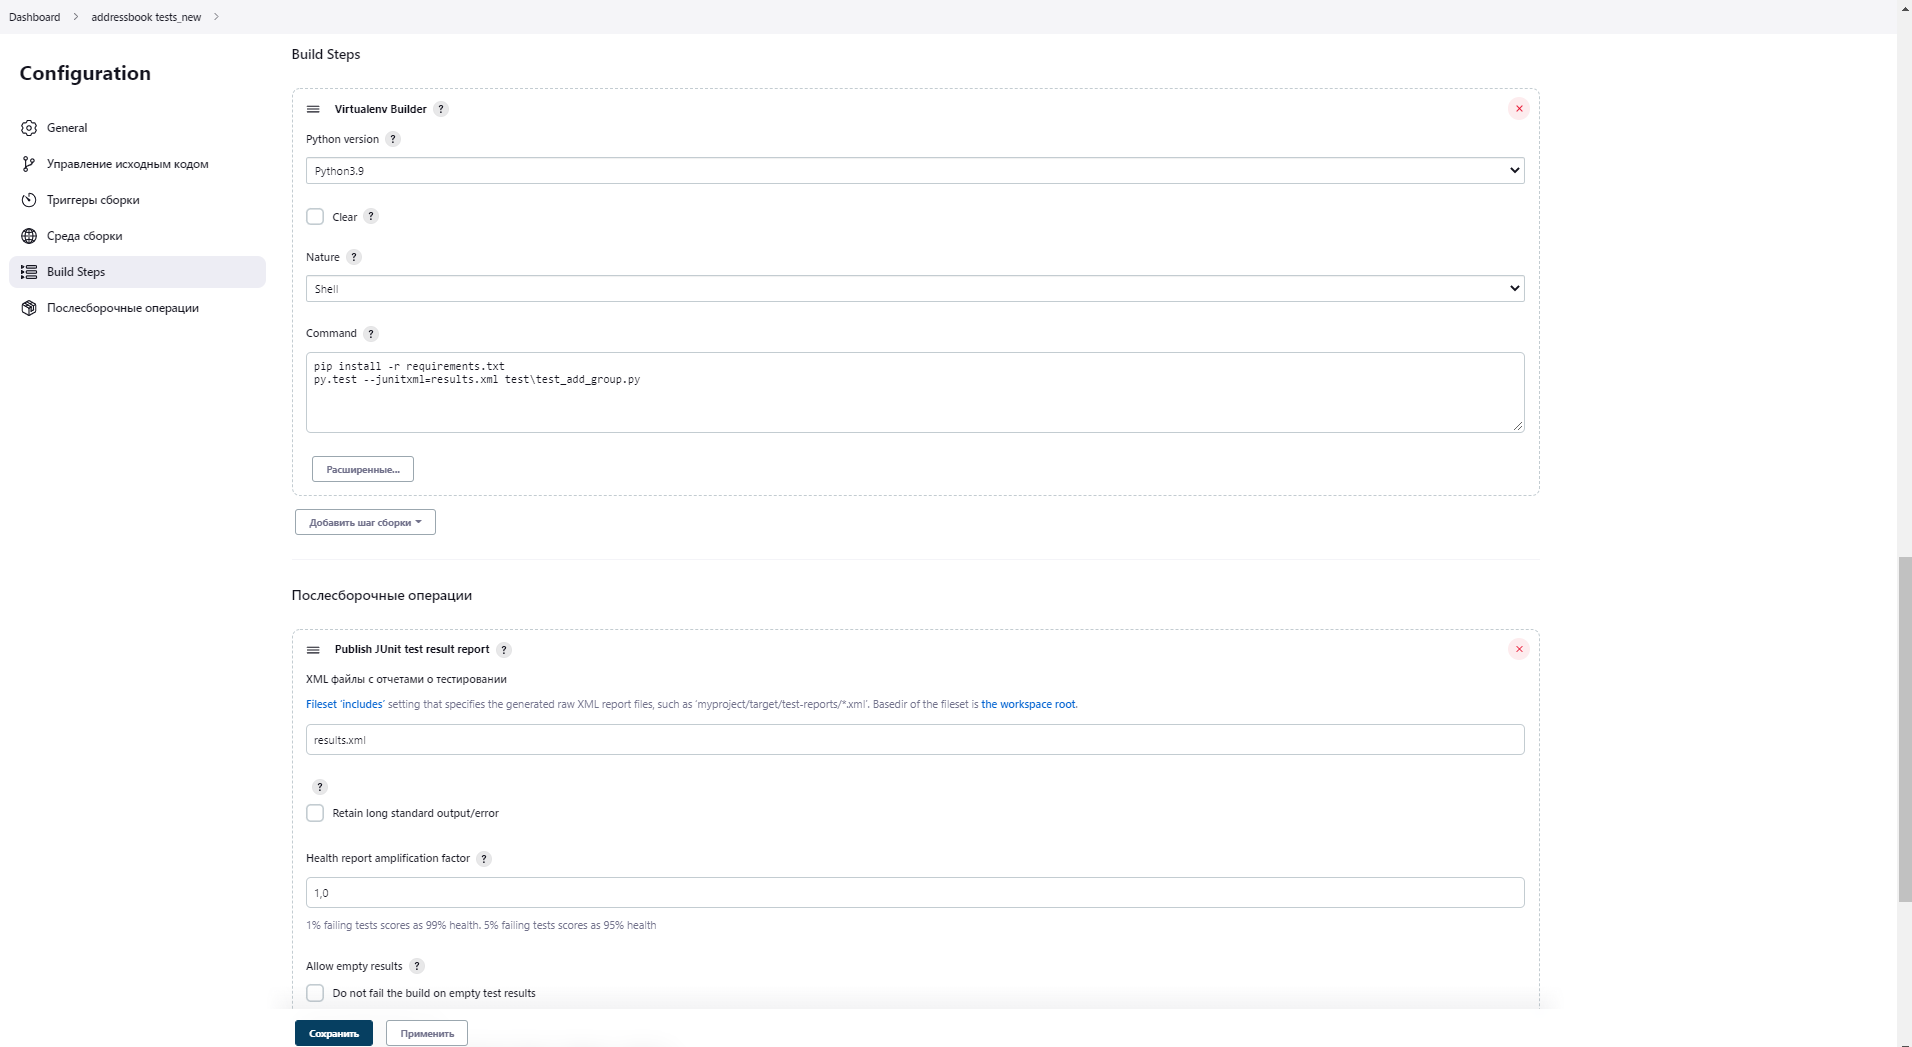 Dashboard > addressbook tests_new >
Configuration
General
Управление исходным кодом
Триггеры сборки
Среда сборки
Build Steps
Послесборочные операции
Build Steps
Virtualenv Builder ?
Python version ?
Python3.9
Clear ?
Nature ?
Shell
Command ?
pip install -r requirements.txt
py.test --junitxml=results.xml test\test_add_group.py
Расширенные...
Добавить шаг сборки
Послесборочные операции
Publish JUnit test result report ?
XML файлы с отчетами о тестировании
Fileset 'includes' setting that specifies the generated raw XML report files, such as 'myproject/target/test-reports/*.xml'. Basedir of the fileset is the workspace root.
results.xml
?
Retain long standard output/error
Health report amplification factor ?
1,0
1% failing tests scores as 99% health. 5% failing tests scores as 95% health
Allow empty results ?
Do not fail the build on empty test results
Сохранить
Применить